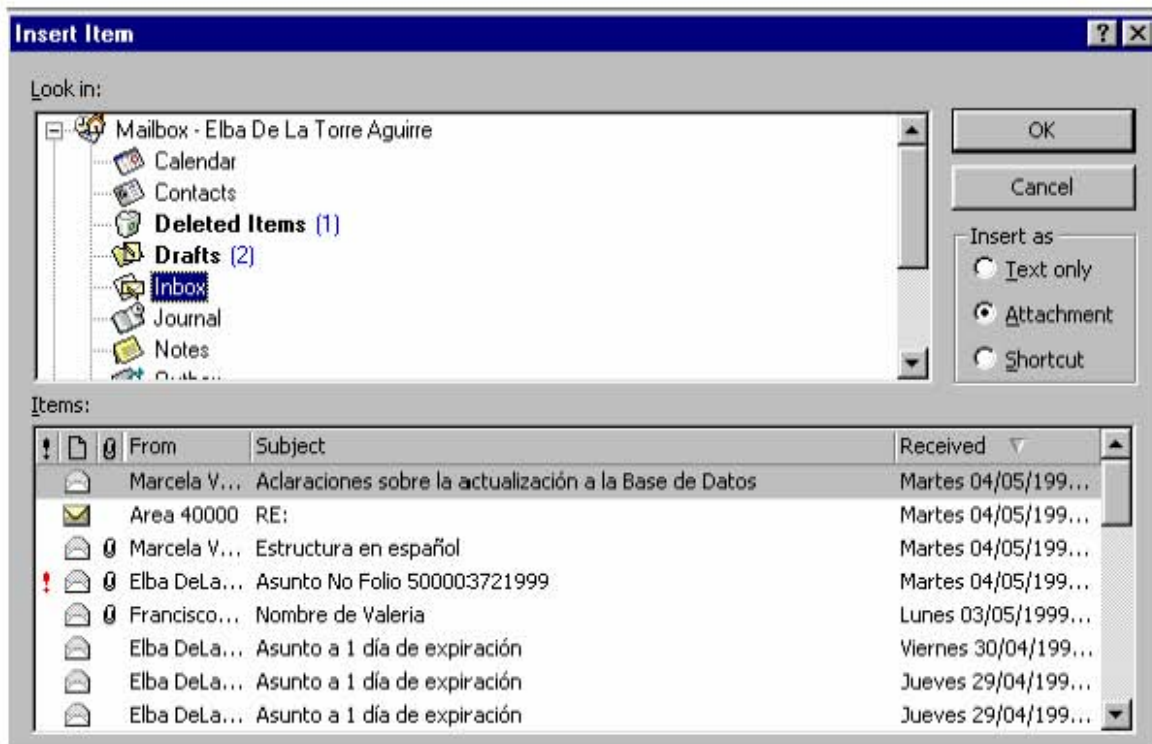 Insert Item
Look in:
Mailbox - Elba De La Torre Aguirre
Calendar
Contacts
Deleted Items (1)
Drafts (2)
Inbox
Journal
Notes
Outbox
OK
Cancel
Insert as
Text only
Attachment
Shortcut
Items:
! From Subject Received
Marcela V... Aclaraciones sobre la actualización a la Base de Datos Martes 04/05/199...
Area 40000 RE: Martes 04/05/199...
Marcela V... Estructura en español Martes 04/05/199...
! Elba DeLa... Asunto No Folio 500003721999 Martes 04/05/199...
Francisco... Nombre de Valeria Lunes 03/05/1999...
Elba DeLa... Asunto a 1 día de expiración Viernes 30/04/199...
Elba DeLa... Asunto a 1 día de expiración Jueves 29/04/199...
Elba DeLa... Asunto a 1 día de expiración Jueves 29/04/199...